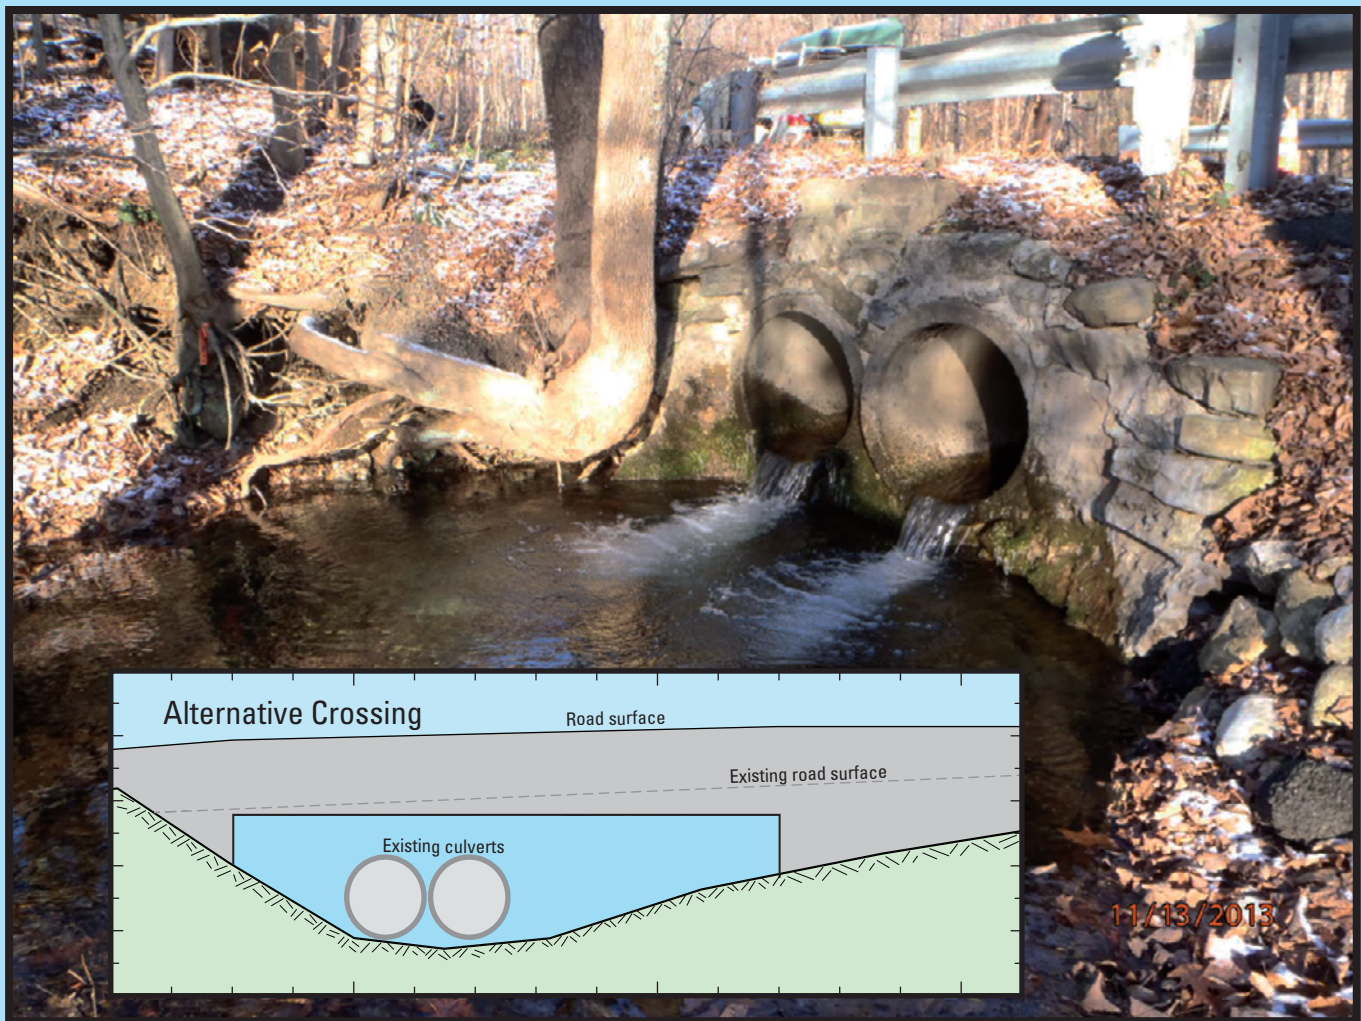 Alternative Crossing
Road surface
Existing road surface
Existing culverts
11/13/2013